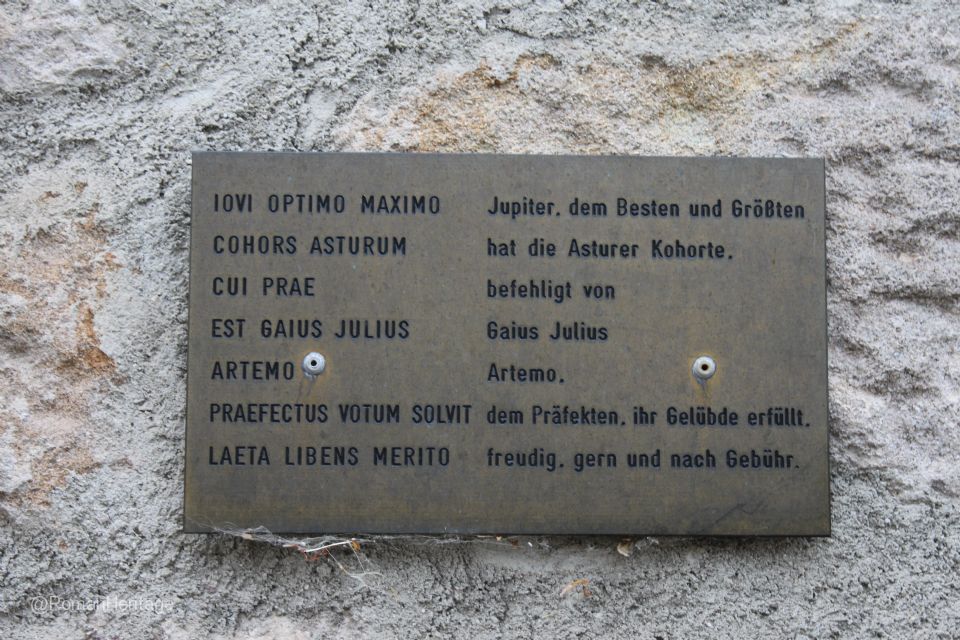 IOVI OPTIMO MAXIMO Jupiter, dem Besten und Größten
COHORS ASTURUM hat die Asturer Kohorte,
CUI PRAE befehligt von
EST GAIUS JULIUS Gaius Julius
ARTEMO Artemo,
PRAEFECTUS VOTUM SOLVIT dem Präfekten, ihr Gelübde erfüllt,
LAETA LIBENS MERITO freudig, gern und nach Gebühr.
@RomanHeritage